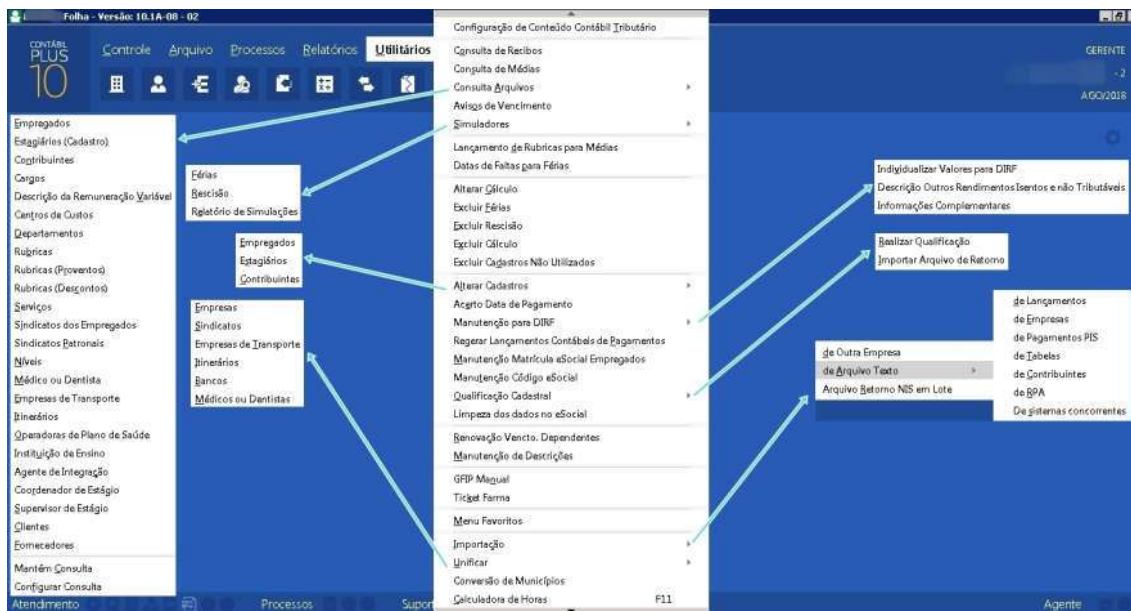 Folha - Versão: 10.1A-08 - 02
CONTÁBIL
PLUS
10
Controle Arquivo Processos Relatórios Utilitários
GERENTE
- 2
AGO/2018
Configuração de Conteúdo Contábil Tributário
Consulta de Recibos
Consulta de Médias
Consulta Arquivos
Avisos de Vencimento
Simuladores
Lançamento de Rubricas para Médias
Datas de Faltas para Férias
Alterar Cálculo
Excluir Férias
Excluir Rescisão
Excluir Cálculo
Excluir Cadastros Não Utilizados
Alterar Cadastros
Acerto Data de Pagamento
Manutenção para DIRF
Regerar Lançamentos Contábeis de Pagamentos
Manutenção Matrícula eSocial Empregados
Manutenção Código eSocial
Qualificação Cadastral
Limpeza dos dados no eSocial
Renovação Vencto. Dependentes
Manutenção de Descrições
GFIP Manual
Ticket Farma
Menu Favoritos
Importação
Unificar
Conversão de Municípios
Calculadora de Horas F11
Empregados
Estagiários (Cadastro)
Contribuintes
Cargos
Descrição da Remuneração Variável
Centros de Custos
Departamentos
Rubricas
Rubricas (Proventos)
Rubricas (Descontos)
Serviços
Sindicatos dos Empregados
Sindicatos Patronais
Níveis
Médico ou Dentista
Empresas de Transporte
Itinerários
Operadoras de Plano de Saúde
Instituição de Ensino
Agente de Integração
Coordenador de Estágio
Supervisor de Estágio
Clientes
Fornecedores
Mantém Consulta
Configurar Consulta
Férias
Rescisão
Relatório de Simulações
Empregados
Estagiários
Contribuintes
Empresas
Sindicatos
Empresas de Transporte
Itinerários
Bancos
Médicos ou Dentistas
Individualizar Valores para DIRF
Descrição Outros Rendimentos Isentos e não Tributáveis
Informações Complementares
Realizar Qualificação
Importar Arquivo de Retorno
de Outra Empresa
de Arquivo Texto
Arquivo Retorno NIS em Lote
de Lançamentos
de Empresas
de Pagamentos PIS
de Tabelas
de Contribuintes
de RPA
De sistemas concorrentes
Atendimento Processos Supor Agente